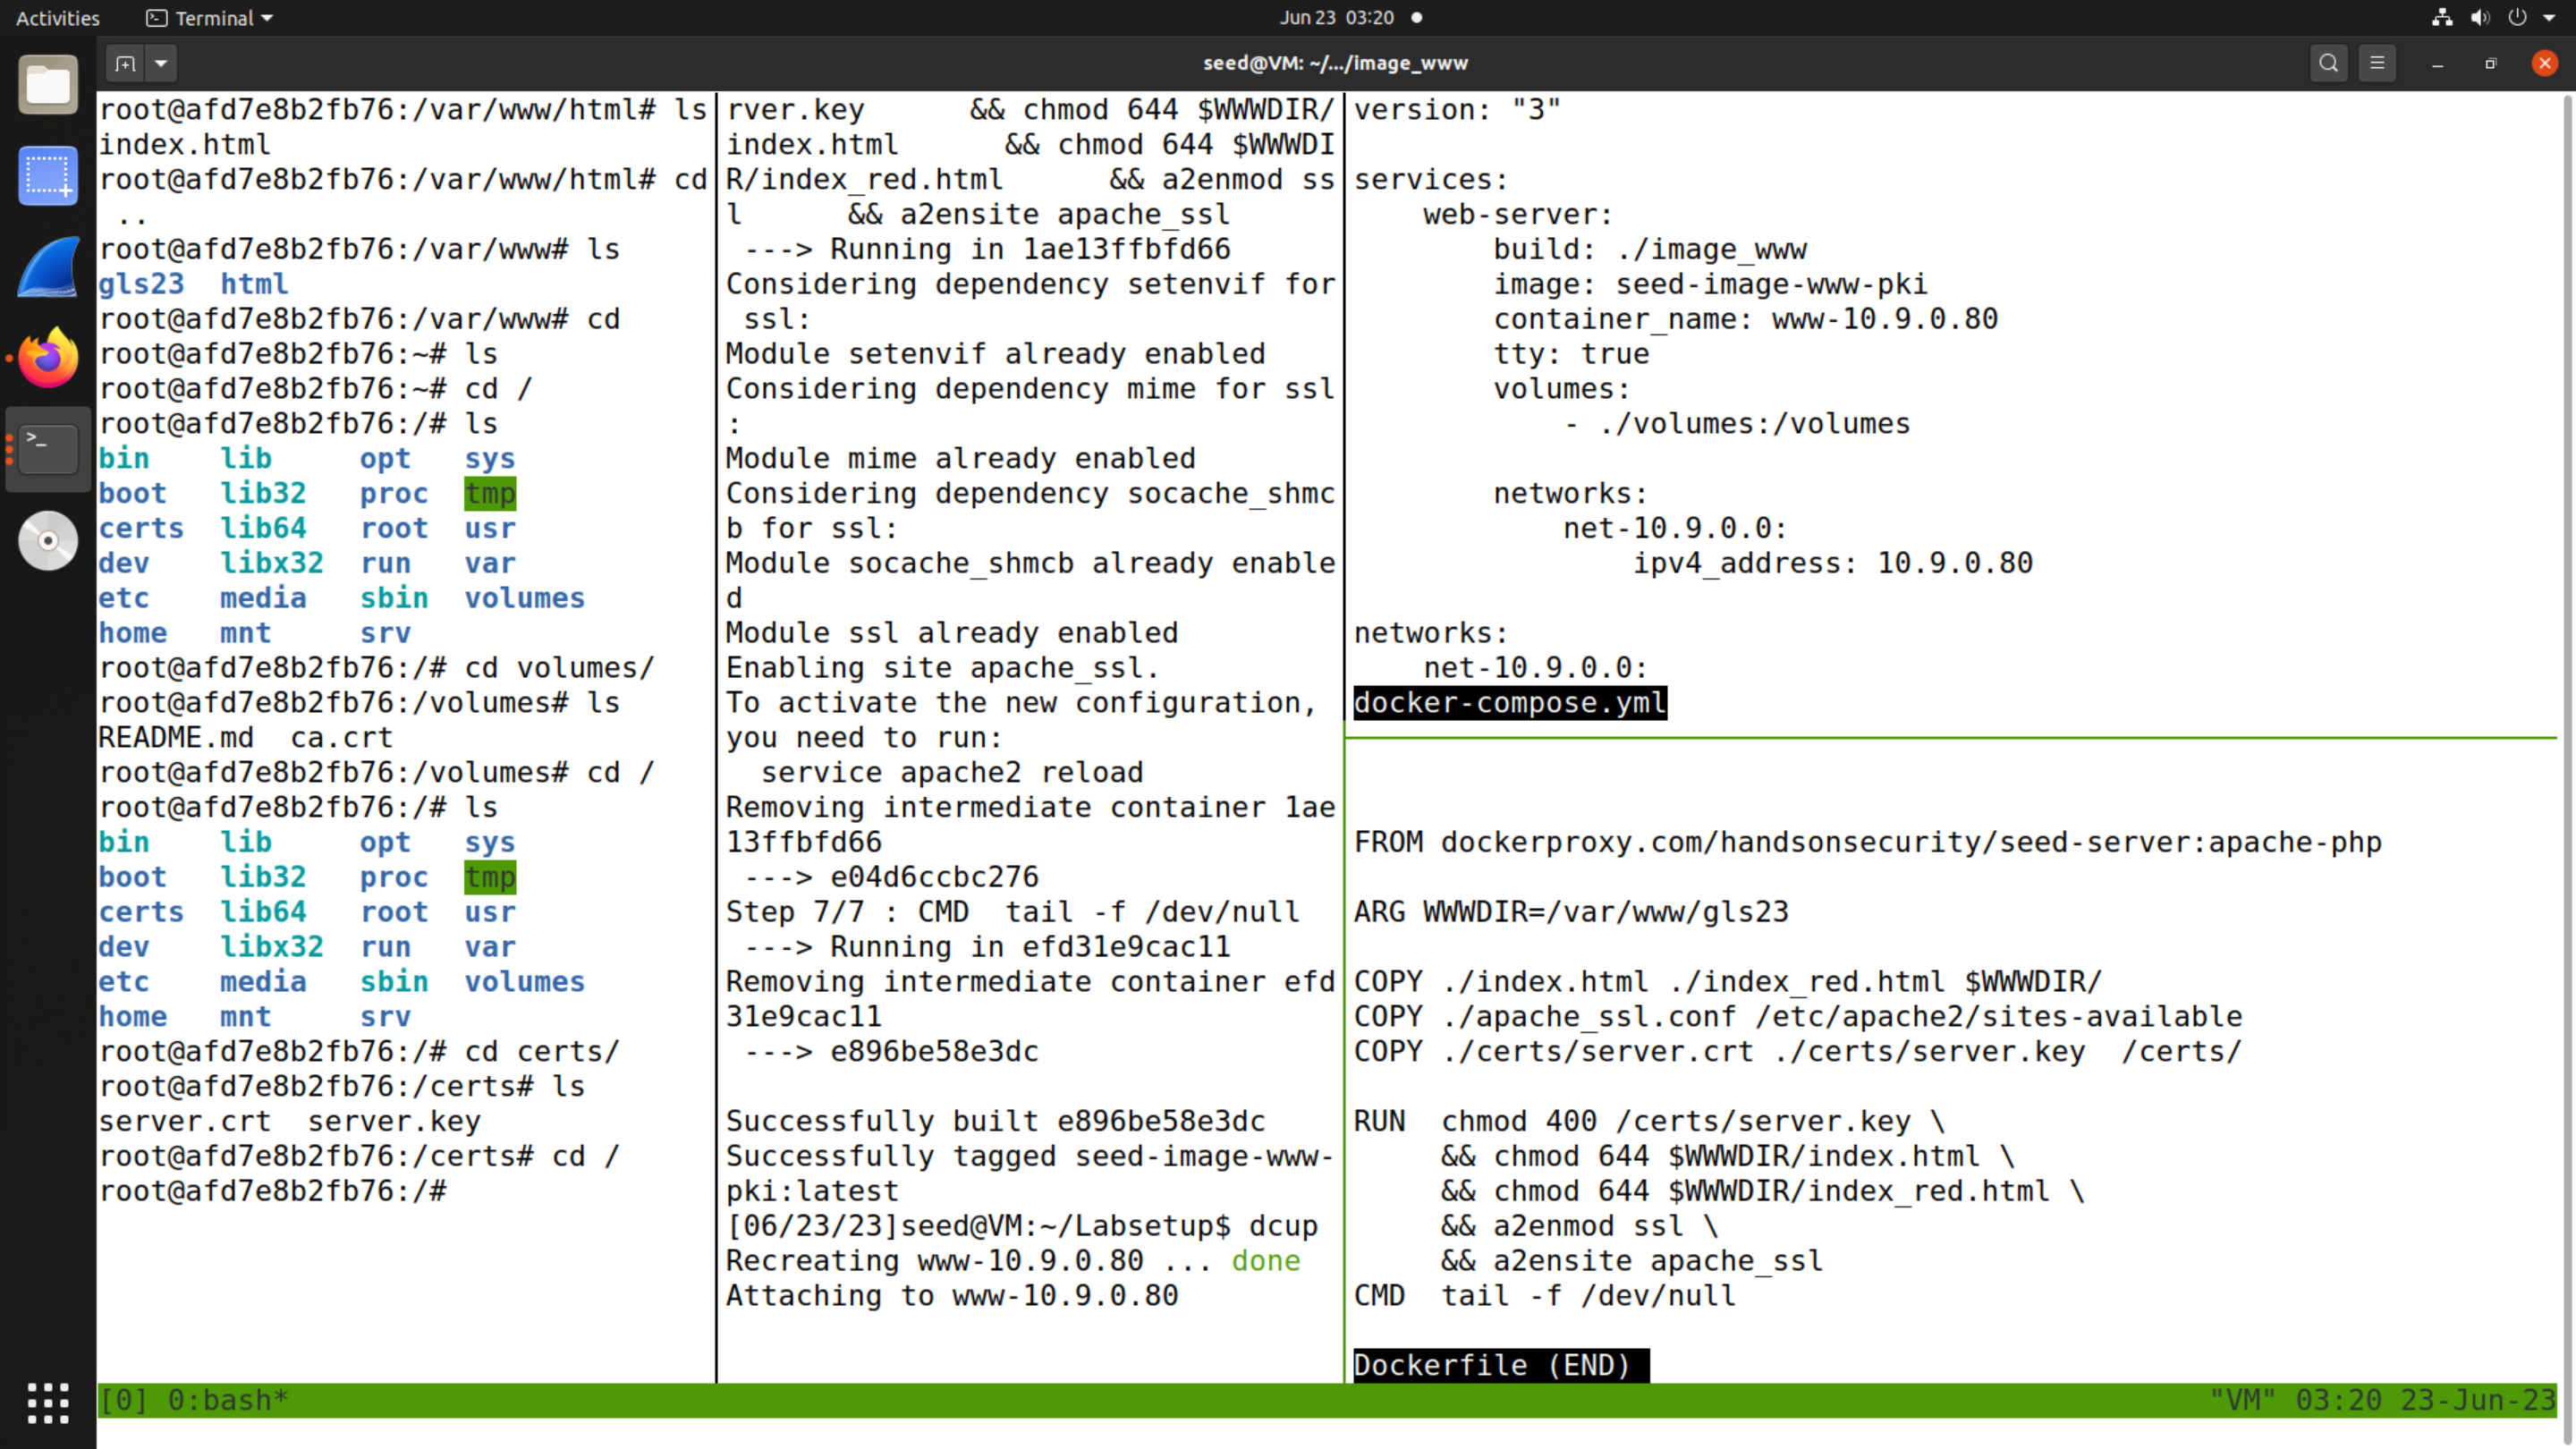 Activities
Terminal
Jun 23 03:20
seed@VM: ~/.../image_www
root@afd7e8b2fb76:/var/www/html# ls
index.html
root@afd7e8b2fb76:/var/www/html# cd
 ..
root@afd7e8b2fb76:/var/www# ls
gls23  html
root@afd7e8b2fb76:/var/www# cd
root@afd7e8b2fb76:~# ls
root@afd7e8b2fb76:~# cd /
root@afd7e8b2fb76:/# ls
bin    lib     opt   sys
boot   lib32   proc  tmp
certs  lib64   root  usr
dev    libx32  run   var
etc    media   sbin  volumes
home   mnt     srv
root@afd7e8b2fb76:/# cd volumes/
root@afd7e8b2fb76:/volumes# ls
README.md  ca.crt
root@afd7e8b2fb76:/volumes# cd /
root@afd7e8b2fb76:/# ls
bin    lib     opt   sys
boot   lib32   proc  tmp
certs  lib64   root  usr
dev    libx32  run   var
etc    media   sbin  volumes
home   mnt     srv
root@afd7e8b2fb76:/# cd certs/
root@afd7e8b2fb76:/certs# ls
server.crt  server.key
root@afd7e8b2fb76:/certs# cd /
root@afd7e8b2fb76:/#
rver.key      && chmod 644 $WWWDIR/
index.html      && chmod 644 $WWWDI
R/index_red.html      && a2enmod ss
l      && a2ensite apache_ssl
 ---> Running in 1ae13ffbfd66
Considering dependency setenvif for
 ssl:
Module setenvif already enabled
Considering dependency mime for ssl
:
Module mime already enabled
Considering dependency socache_shmc
b for ssl:
Module socache_shmcb already enable
d
Module ssl already enabled
Enabling site apache_ssl.
To activate the new configuration,
you need to run:
  service apache2 reload
Removing intermediate container 1ae
13ffbfd66
 ---> e04d6ccbc276
Step 7/7 : CMD  tail -f /dev/null
 ---> Running in efd31e9cac11
Removing intermediate container efd
31e9cac11
 ---> e896be58e3dc
Successfully built e896be58e3dc
Successfully tagged seed-image-www-
pki:latest
[06/23/23]seed@VM:~/Labsetup$ dcup
Recreating www-10.9.0.80 ... done
Attaching to www-10.9.0.80
version: "3"
services:
    web-server:
        build: ./image_www
        image: seed-image-www-pki
        container_name: www-10.9.0.80
        tty: true
        volumes:
            - ./volumes:/volumes
        networks:
            net-10.9.0.0:
                ipv4_address: 10.9.0.80
networks:
    net-10.9.0.0:
docker-compose.yml
FROM dockerproxy.com/handsonsecurity/seed-server:apache-php
ARG WWWDIR=/var/www/gls23
COPY ./index.html ./index_red.html $WWWDIR/
COPY ./apache_ssl.conf /etc/apache2/sites-available
COPY ./certs/server.crt ./certs/server.key  /certs/
RUN  chmod 400 /certs/server.key \
     && chmod 644 $WWWDIR/index.html \
     && chmod 644 $WWWDIR/index_red.html \
     && a2enmod ssl \
     && a2ensite apache_ssl
CMD  tail -f /dev/null
Dockerfile (END)
[0] 0:bash*
"VM" 03:20 23-Jun-23